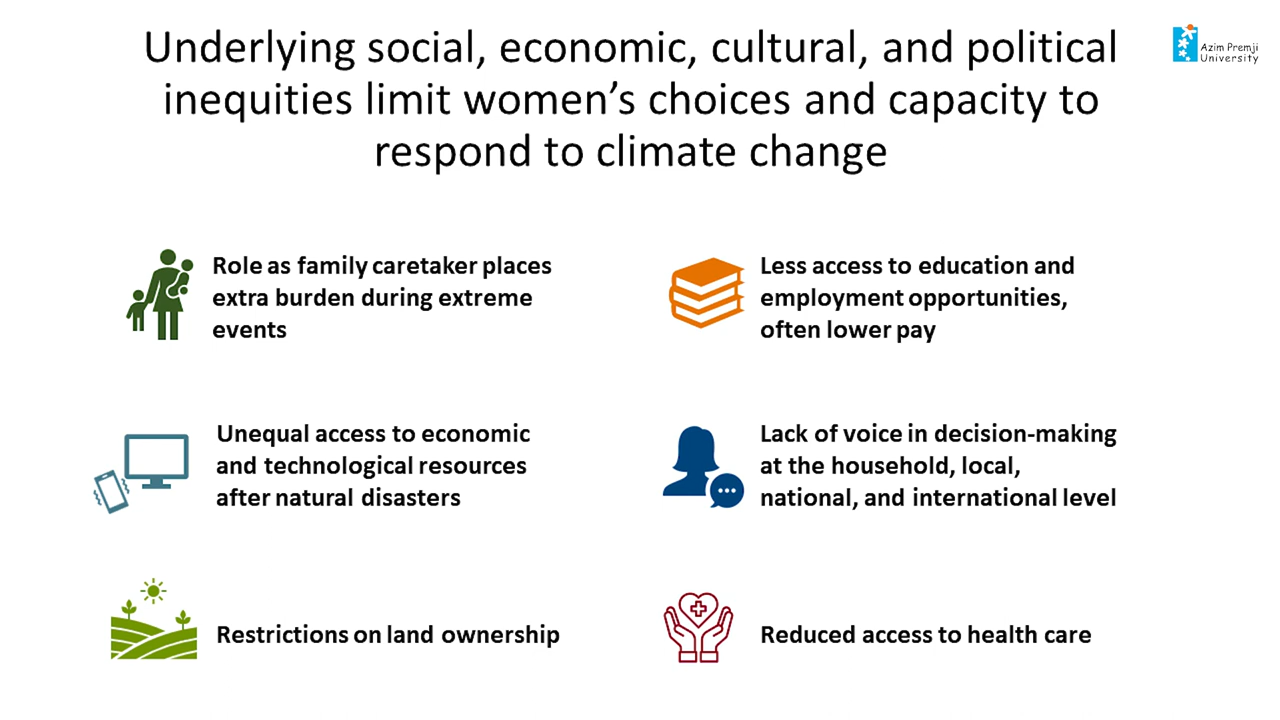 Underlying social, economic, cultural, and political
inequities limit women's choices and capacity to
respond to climate change
Azim Premji
University
Role as family caretaker places
extra burden during extreme
events
Less access to education and
employment opportunities,
often lower pay
Unequal access to economic
and technological resources
after natural disasters
Lack of voice in decision-making
at the household, local,
national, and international level
Restrictions on land ownership
Reduced access to health care